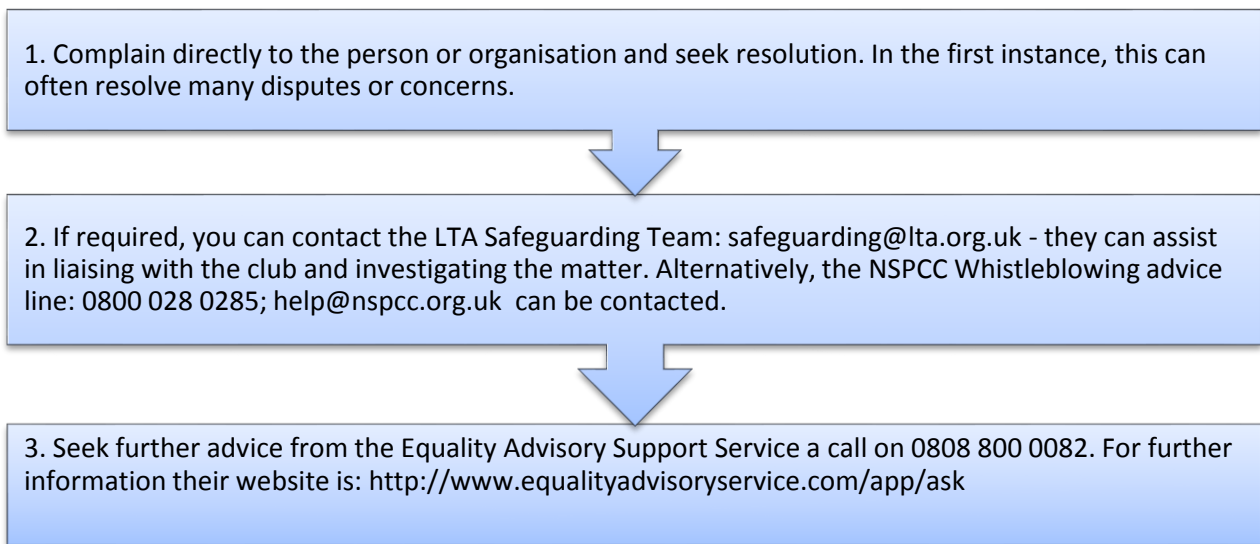 1. Complain directly to the person or organisation and seek resolution. In the first instance, this can
often resolve many disputes or concerns.
2. If required, you can contact the LTA Safeguarding Team: safeguarding@lta.org.uk - they can assist
in liaising with the club and investigating the matter. Alternatively, the NSPCC Whistleblowing advice
line: 0800 028 0285; help@nspcc.org.uk can be contacted.
3. Seek further advice from the Equality Advisory Support Service a call on 0808 800 0082. For further
information their website is: http://www.equalityadvisoryservice.com/app/ask